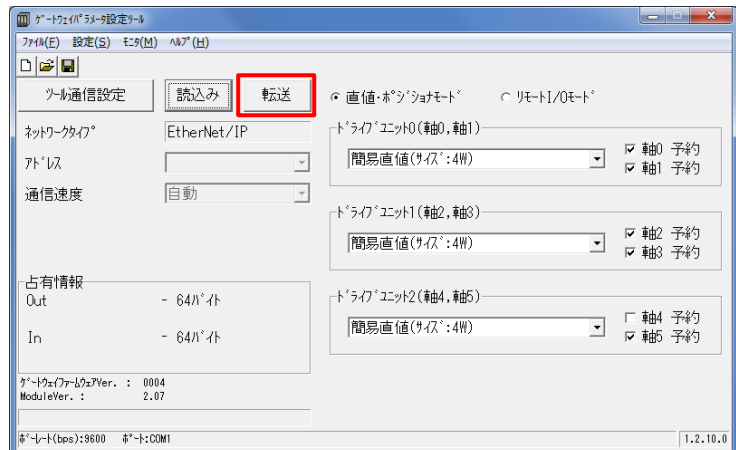 ｹﾞｰﾄｳｪｲﾊﾟﾗﾒｰﾀ設定ﾂｰﾙ
ﾌｧｲﾙ(F) 設定(S) ﾓﾆﾀ(M) ﾍﾙﾌﾟ(H)
ﾂｰﾙ通信設定 読込み 転送
直値・ﾎﾟｼﾞｼｮﾅﾓｰﾄﾞ ﾘﾓｰﾄI/Oﾓｰﾄﾞ
ﾈｯﾄﾜｰｸﾀｲﾌﾟ EtherNet/IP
ｱﾄﾞﾚｽ
通信速度 自動
ﾄﾞﾗｲﾌﾞﾕﾆｯﾄ0(軸0,軸1)
簡易直値(ｻｲｽﾞ:4W)
軸0 予約
軸1 予約
ﾄﾞﾗｲﾌﾞﾕﾆｯﾄ1(軸2,軸3)
簡易直値(ｻｲｽﾞ:4W)
軸2 予約
軸3 予約
ﾄﾞﾗｲﾌﾞﾕﾆｯﾄ2(軸4,軸5)
簡易直値(ｻｲｽﾞ:4W)
軸4 予約
軸5 予約
占有情報
Out - 64ﾊﾞｲﾄ
In - 64ﾊﾞｲﾄ
ｹﾞｰﾄｳｪｲﾌｧｰﾑｳｪｱVer. : 0004
ModuleVer. : 2.07
ﾎﾞｰﾚｰﾄ(bps):9600 ﾎﾟｰﾄ:COM1 1.2.10.0